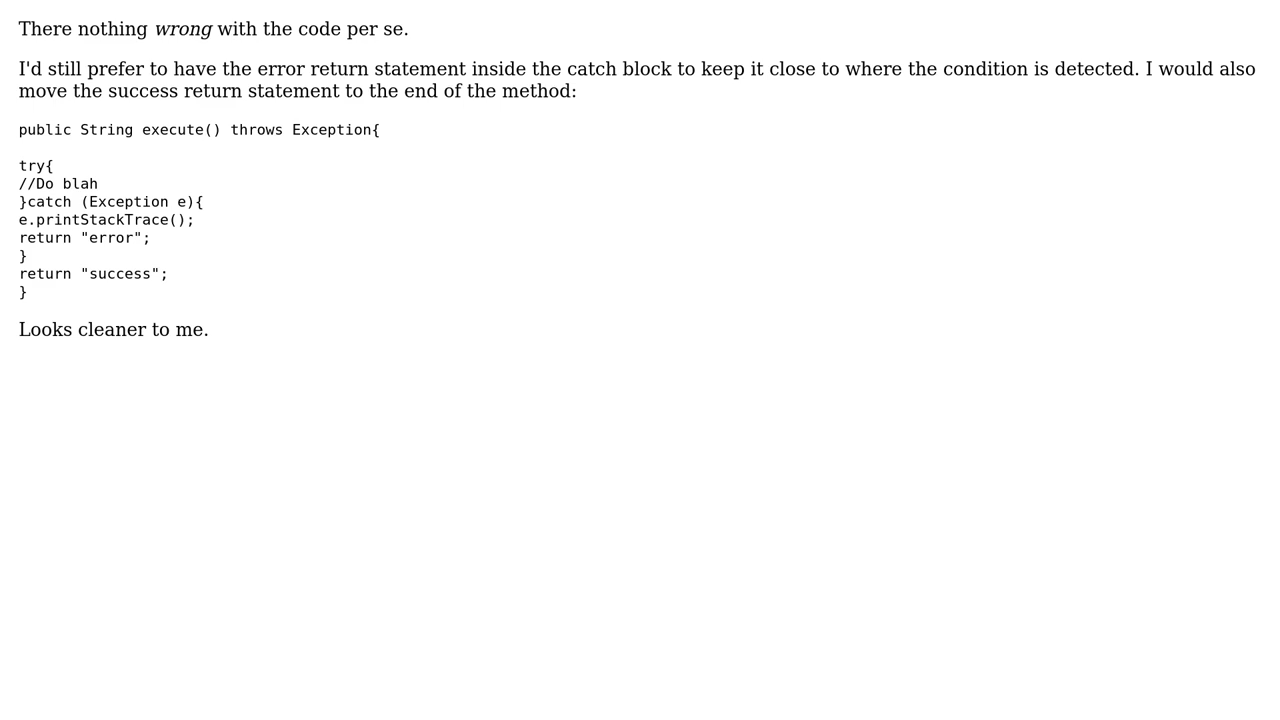 There nothing wrong with the code per se.
I'd still prefer to have the error return statement inside the catch block to keep it close to where the condition is detected. I would also
move the success return statement to the end of the method:
public String execute() throws Exception{
try{
//Do blah
}catch (Exception e){
e.printStackTrace();
return "error";
}
return "success";
}
Looks cleaner to me.